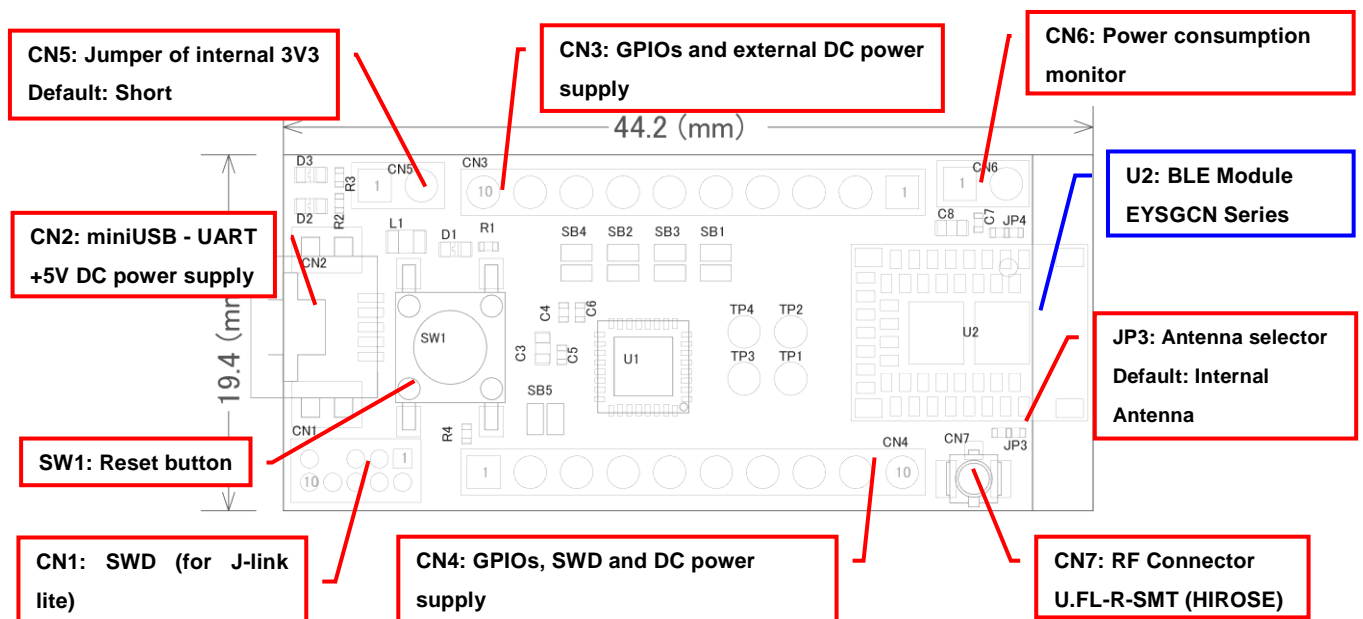 CN5: Jumper of internal 3V3
Default: Short
CN3: GPIOs and external DC power
supply
CN6: Power consumption
monitor
44.2 (mm)
D3
R3
CN5
1
CN3
10
1
CN6
1
U2: BLE Module
EYSGCN Series
D2
R2
L1
D1
R1
SB4
SB2
SB3
SB1
C8
C7
JP4
CN2: miniUSB - UART
+5V DC power supply
CN2
19.4 (mm
SW1
C4
C6
C3
C5
U1
TP4
TP2
TP3
TP1
U2
JP3: Antenna selector
Default: Internal
Antenna
SB5
CN1
R4
CN4
CN7
JP3
SW1: Reset button
1
10
1
10
CN1: SWD (for J-link
lite)
CN4: GPIOs, SWD and DC power
supply
CN7: RF Connector
U.FL-R-SMT (HIROSE)